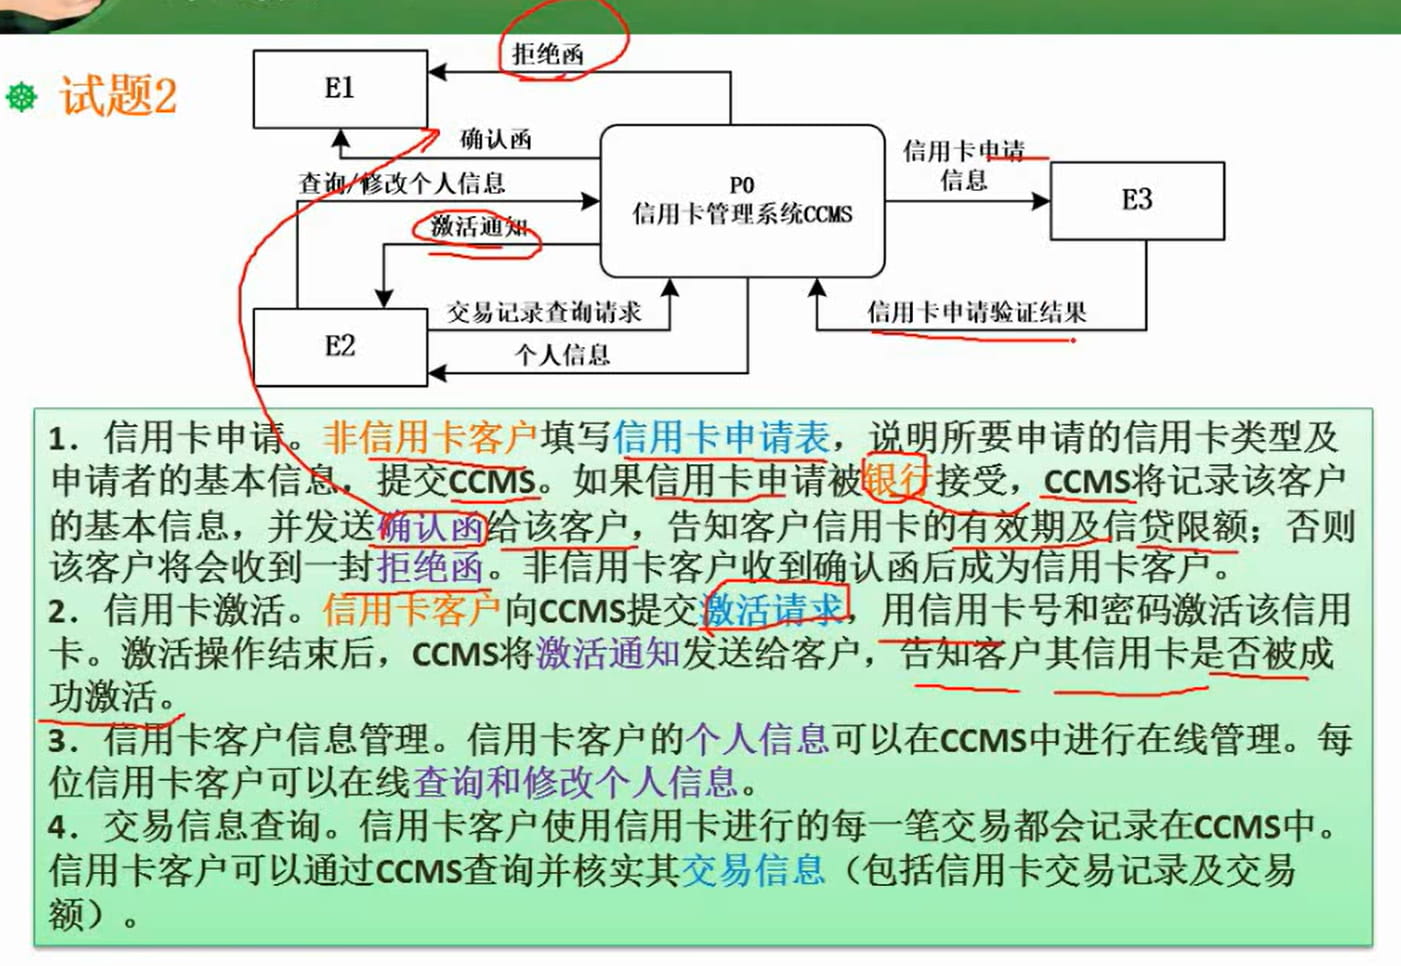 试题2
拒绝函
E1
确认函
查询/修改个人信息
激活通知
P0
信用卡管理系统CCMS
信用卡申请
信息
E3
E2
交易记录查询请求
个人信息
信用卡申请验证结果
1. 信用卡申请。非信用卡客户填写信用卡申请表，说明所要申请的信用卡类型及
申请者的基本信息，提交CCMS。如果信用卡申请被银行接受，CCMS将记录该客户
的基本信息，并发送确认函给该客户，告知客户信用卡的有效期及信贷限额；否则
该客户将会收到一封拒绝函。非信用卡客户收到确认函后成为信用卡客户。
2. 信用卡激活。信用卡客户向CCMS提交激活请求，用信用卡号和密码激活该信用
卡。激活操作结束后，CCMS将激活通知发送给客户，告知客户其信用卡是否被成
功激活。
3. 信用卡客户信息管理。信用卡客户的个人信息可以在CCMS中进行在线管理。每
位信用卡客户可以在线查询和修改个人信息。
4. 交易信息查询。信用卡客户使用信用卡进行的每一笔交易都会记录在CCMS中。
信用卡客户可以通过CCMS查询并核实其交易信息（包括信用卡交易记录及交易
额）。